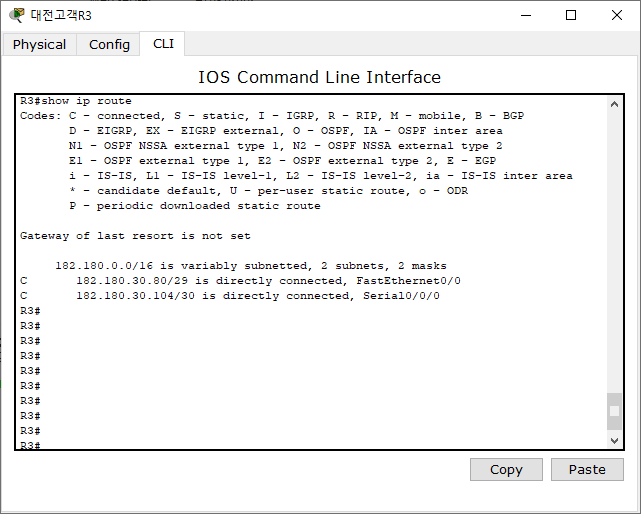 대전고객R3
Physical Config CLI
IOS Command Line Interface
R3#show ip route
Codes: C - connected, S - static, I - IGRP, R - RIP, M - mobile, B - BGP
D - EIGRP, EX - EIGRP external, O - OSPF, IA - OSPF inter area
N1 - OSPF NSSA external type 1, N2 - OSPF NSSA external type 2
E1 - OSPF external type 1, E2 - OSPF external type 2, E - EGP
i - IS-IS, L1 - IS-IS level-1, L2 - IS-IS level-2, ia - IS-IS inter area
* - candidate default, U - per-user static route, o - ODR
P - periodic downloaded static route
Gateway of last resort is not set
182.180.0.0/16 is variably subnetted, 2 subnets, 2 masks
C 182.180.30.80/29 is directly connected, FastEthernet0/0
C 182.180.30.104/30 is directly connected, Serial0/0/0
R3#
R3#
R3#
R3#
R3#
R3#
R3#
R3#
R3#
R3#
Copy Paste